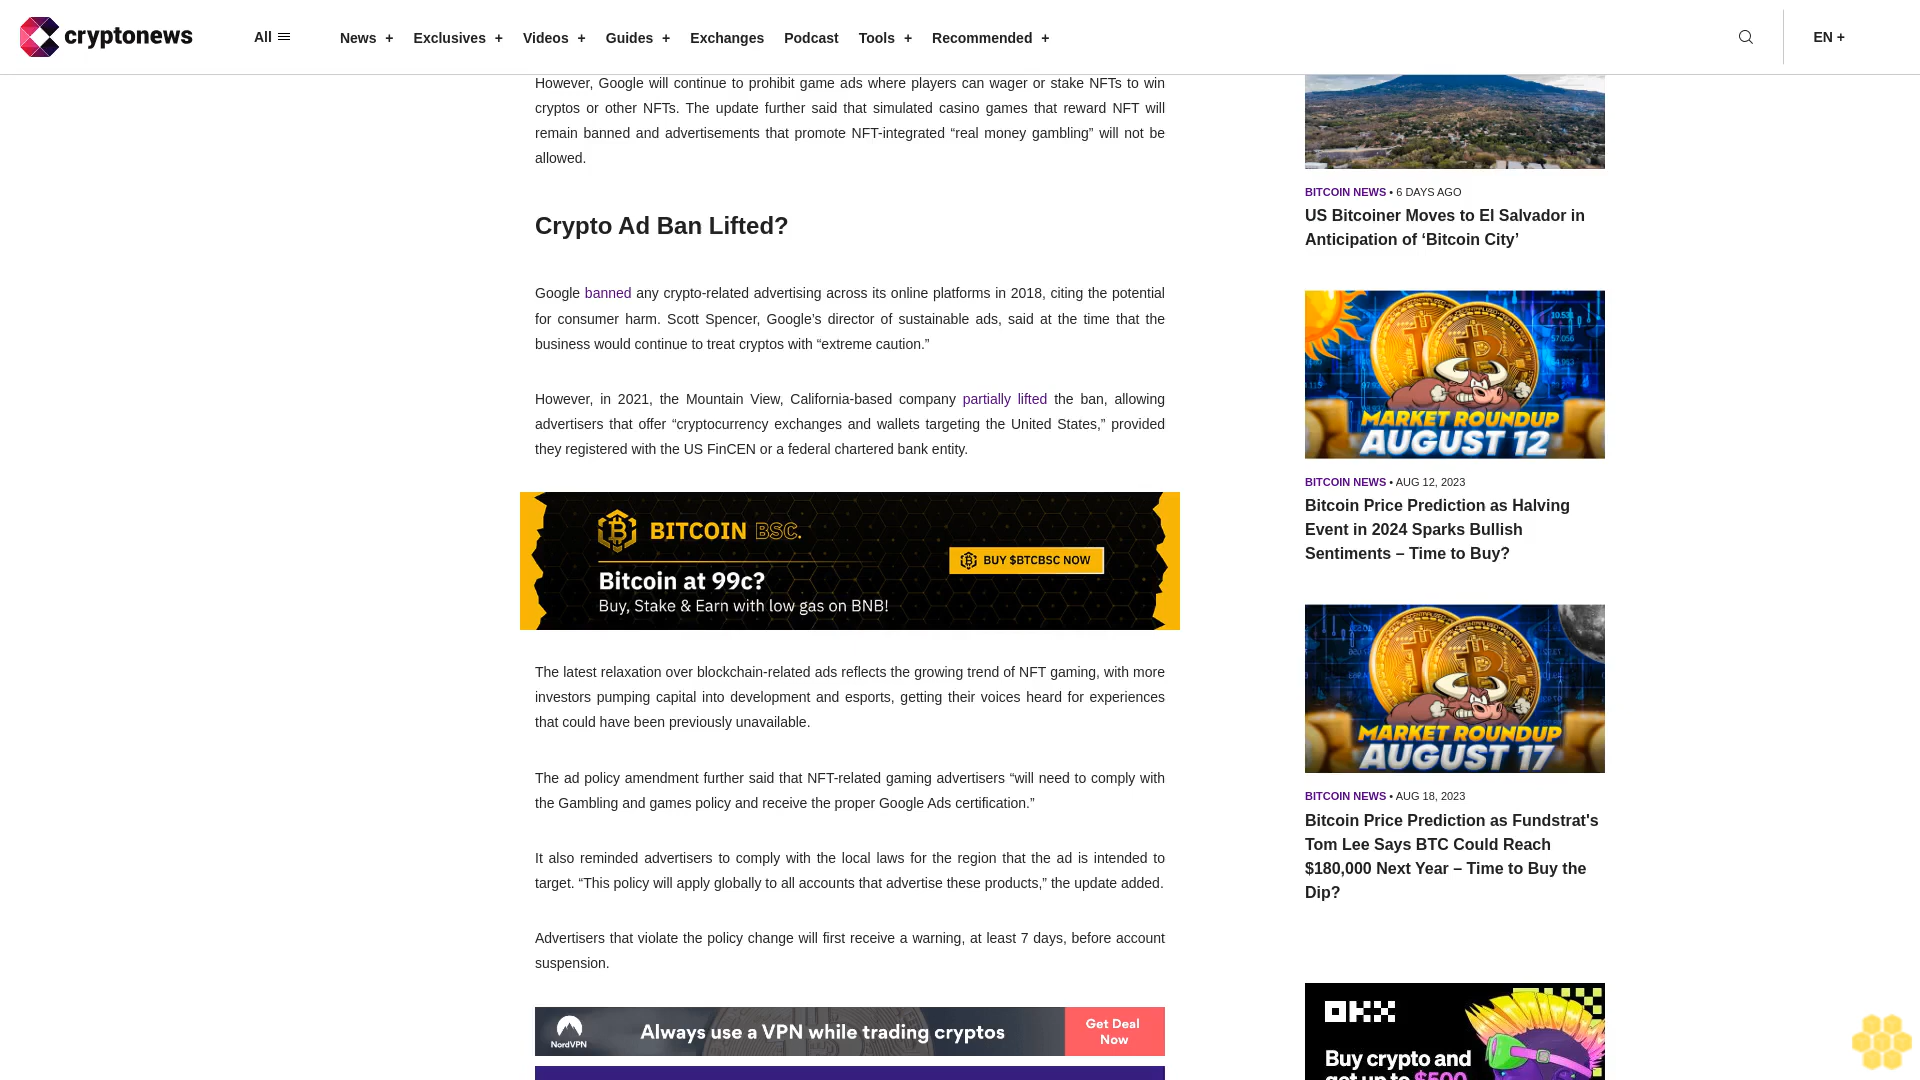 cryptonews
All
News +
Exclusives +
Videos +
Guides +
Exchanges
Podcast
Tools +
Recommended +
EN +
However, Google will continue to prohibit game ads where players can wager or stake NFTs to win
cryptos or other NFTs. The update further said that simulated casino games that reward NFT will
remain banned and advertisements that promote NFT-integrated “real money gambling” will not be
allowed.
Crypto Ad Ban Lifted?
Google banned any crypto-related advertising across its online platforms in 2018, citing the potential
for consumer harm. Scott Spencer, Google’s director of sustainable ads, said at the time that the
business would continue to treat cryptos with “extreme caution.”
However, in 2021, the Mountain View, California-based company partially lifted the ban, allowing
advertisers that offer “cryptocurrency exchanges and wallets targeting the United States,” provided
they registered with the US FinCEN or a federal chartered bank entity.
BITCOIN BSC.
Bitcoin at 99c?
Buy, Stake & Earn with low gas on BNB!
BUY $BTCBSC NOW
The latest relaxation over blockchain-related ads reflects the growing trend of NFT gaming, with more
investors pumping capital into development and esports, getting their voices heard for experiences
that could have been previously unavailable.
The ad policy amendment further said that NFT-related gaming advertisers “will need to comply with
the Gambling and games policy and receive the proper Google Ads certification.”
It also reminded advertisers to comply with the local laws for the region that the ad is intended to
target. “This policy will apply globally to all accounts that advertise these products,” the update added.
Advertisers that violate the policy change will first receive a warning, at least 7 days, before account
suspension.
NordVPN
Always use a VPN while trading cryptos
Get Deal
Now
BITCOIN NEWS • 6 DAYS AGO
US Bitcoiner Moves to El Salvador in
Anticipation of ‘Bitcoin City’
MARKET ROUNDUP
AUGUST 12
BITCOIN NEWS • AUG 12, 2023
Bitcoin Price Prediction as Halving
Event in 2024 Sparks Bullish
Sentiments – Time to Buy?
MARKET ROUNDUP
AUGUST 17
BITCOIN NEWS • AUG 18, 2023
Bitcoin Price Prediction as Fundstrat's
Tom Lee Says BTC Could Reach
$180,000 Next Year – Time to Buy the
Dip?
OKX
Buy crypto and
get up to $500